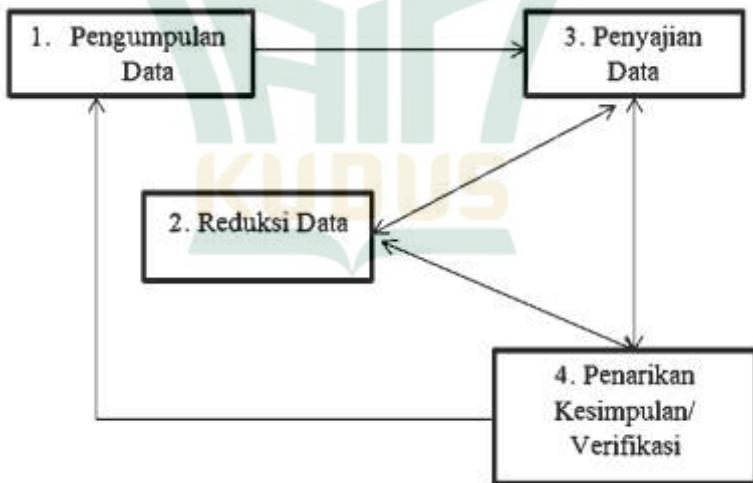 1. Pengumpulan
Data
3. Penyajian
Data
KUDUS
2. Reduksi Data
4. Penarikan
Kesimpulan/
Verifikasi